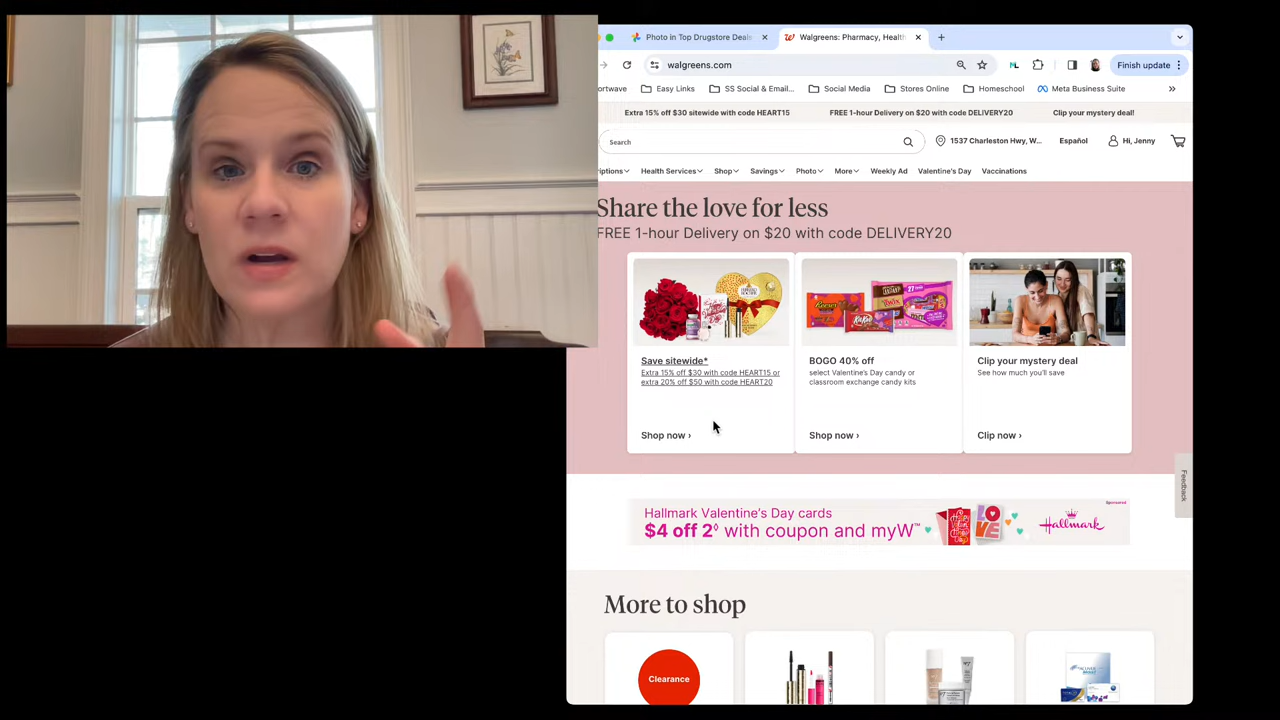 Photo in Top Drugstore Deals
Walgreens: Pharmacy, Health
walgreens.com
Finish update
Easy Links
SS Social & Email...
Social Media
Stores Online
Homeschool
Meta Business Suite
Extra 15% off $30 sitewide with code HEART15
FREE 1-hour Delivery on $20 with code DELIVERY20
Clip your mystery deal!
Search
1537 Charleston Hwy, W...
Español
Hi, Jenny
Health Services
Shop
Savings
Photo
More
Weekly Ad
Valentine's Day
Vaccinations
Share the love for less
FREE 1-hour Delivery on $20 with code DELIVERY20
Save sitewide*
Extra 15% off $30 with code HEART15 or
extra 20% off $50 with code HEART20
Shop now ›
BOGO 40% off
select Valentine's Day candy or
classroom exchange candy kits
Shop now ›
Clip your mystery deal
See how much you'll save
Clip now ›
Feedback
Sponsored
Hallmark Valentine's Day cards
$4 off 2◊ with coupon and myW™
Hallmark
More to shop
Clearance